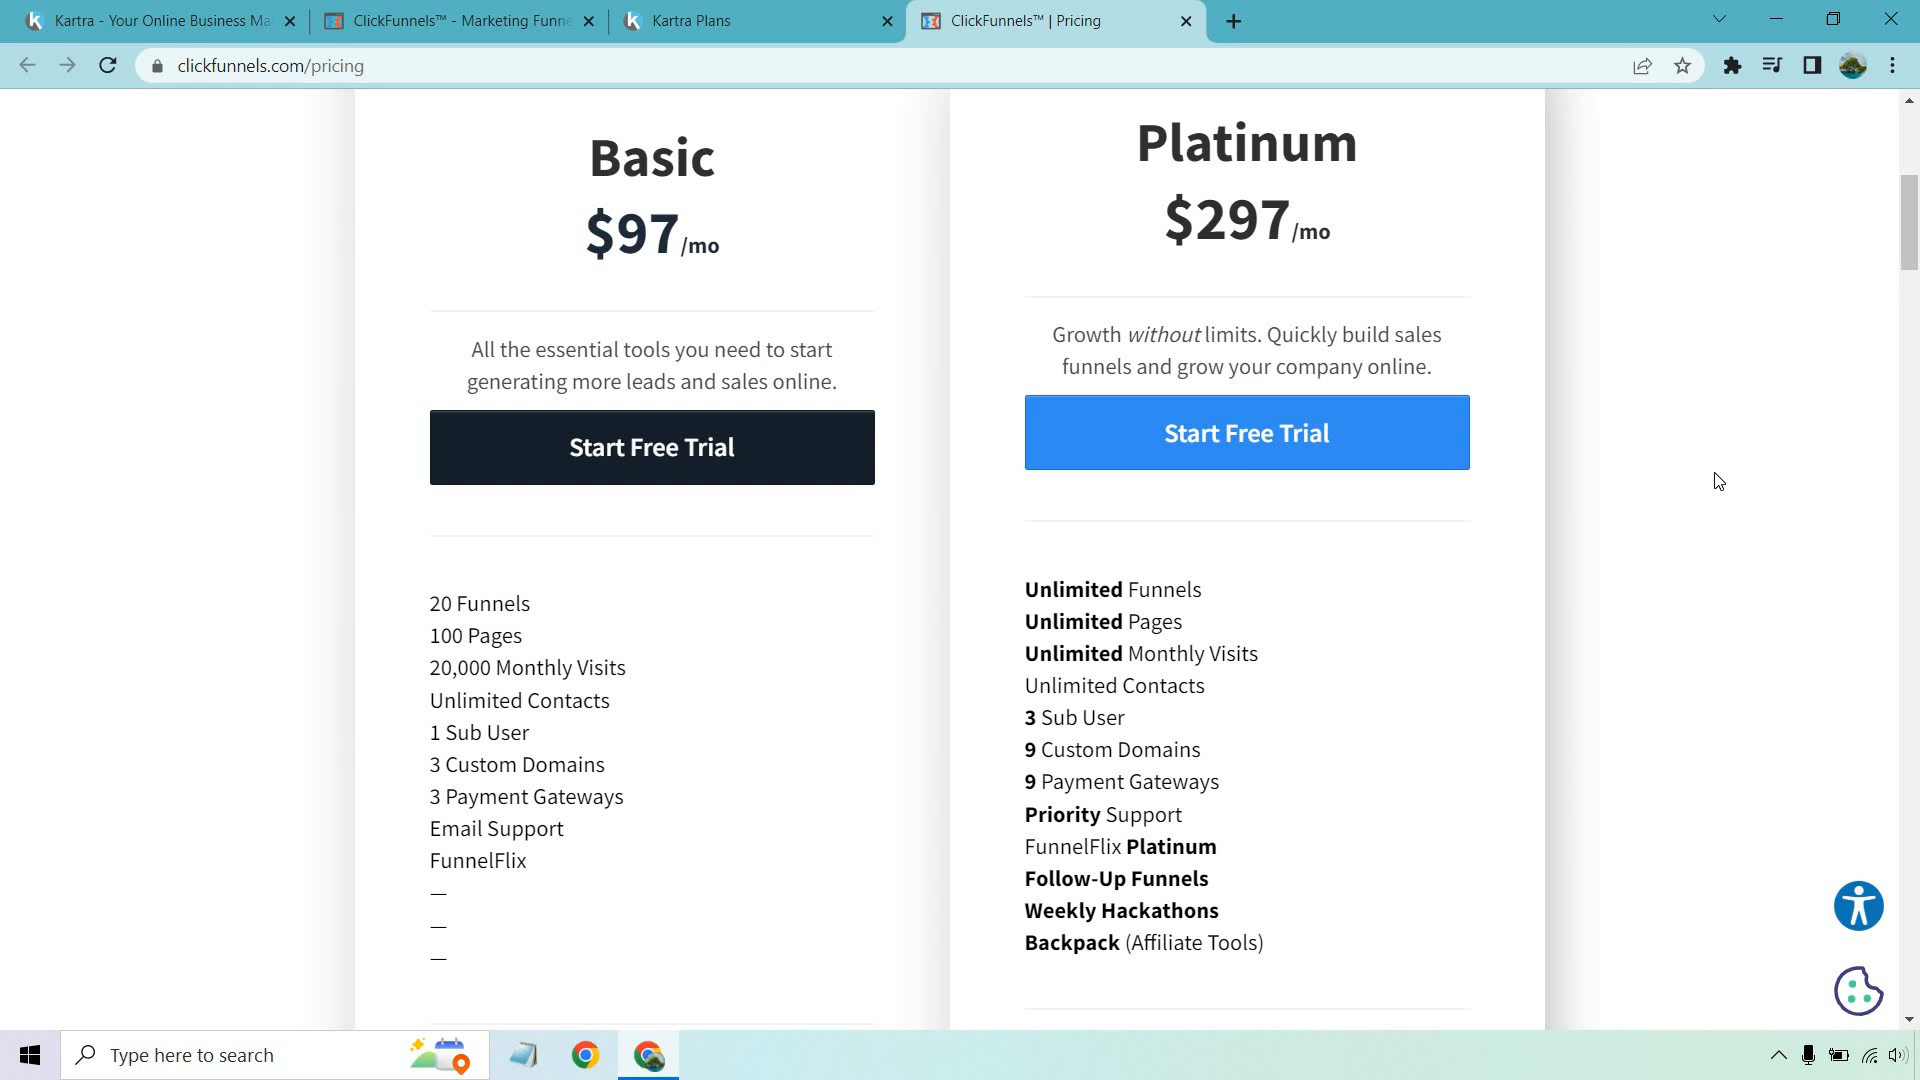 Kartra - Your Online Business Ma
ClickFunnels™ - Marketing Funne
Kartra Plans
ClickFunnels™ | Pricing
clickfunnels.com/pricing
Basic
$97/mo
All the essential tools you need to start
generating more leads and sales online.
Start Free Trial
20 Funnels
100 Pages
20,000 Monthly Visits
Unlimited Contacts
1 Sub User
3 Custom Domains
3 Payment Gateways
Email Support
FunnelFlix
—
—
—
Platinum
$297/mo
Growth without limits. Quickly build sales
funnels and grow your company online.
Start Free Trial
Unlimited Funnels
Unlimited Pages
Unlimited Monthly Visits
Unlimited Contacts
3 Sub User
9 Custom Domains
9 Payment Gateways
Priority Support
FunnelFlix Platinum
Follow-Up Funnels
Weekly Hackathons
Backpack (Affiliate Tools)
Type here to search